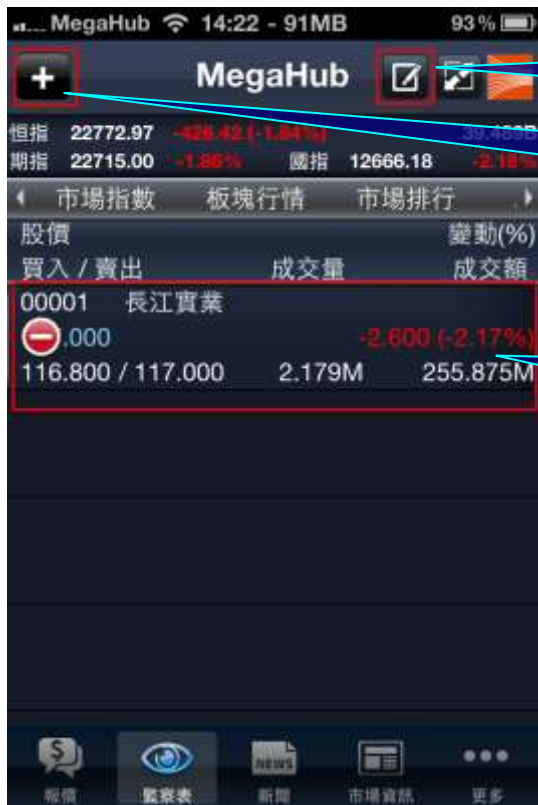 MegaHub 14:22 - 91MB 93%
+ MegaHub
恒指 22772.97 -426.42 (-1.84%) 39.489B
期指 22715.00 -1.86% 國指 12666.18 -2.18%
市場指數 板塊行情 市場排行
股價 變動(%)
買入 / 賣出 成交量 成交額
00001 長江實業
.000 -2.600 (-2.17%)
116.800 / 117.000 2.179M 255.875M
NEWS
報價 監察表 新聞 市場資訊 更多